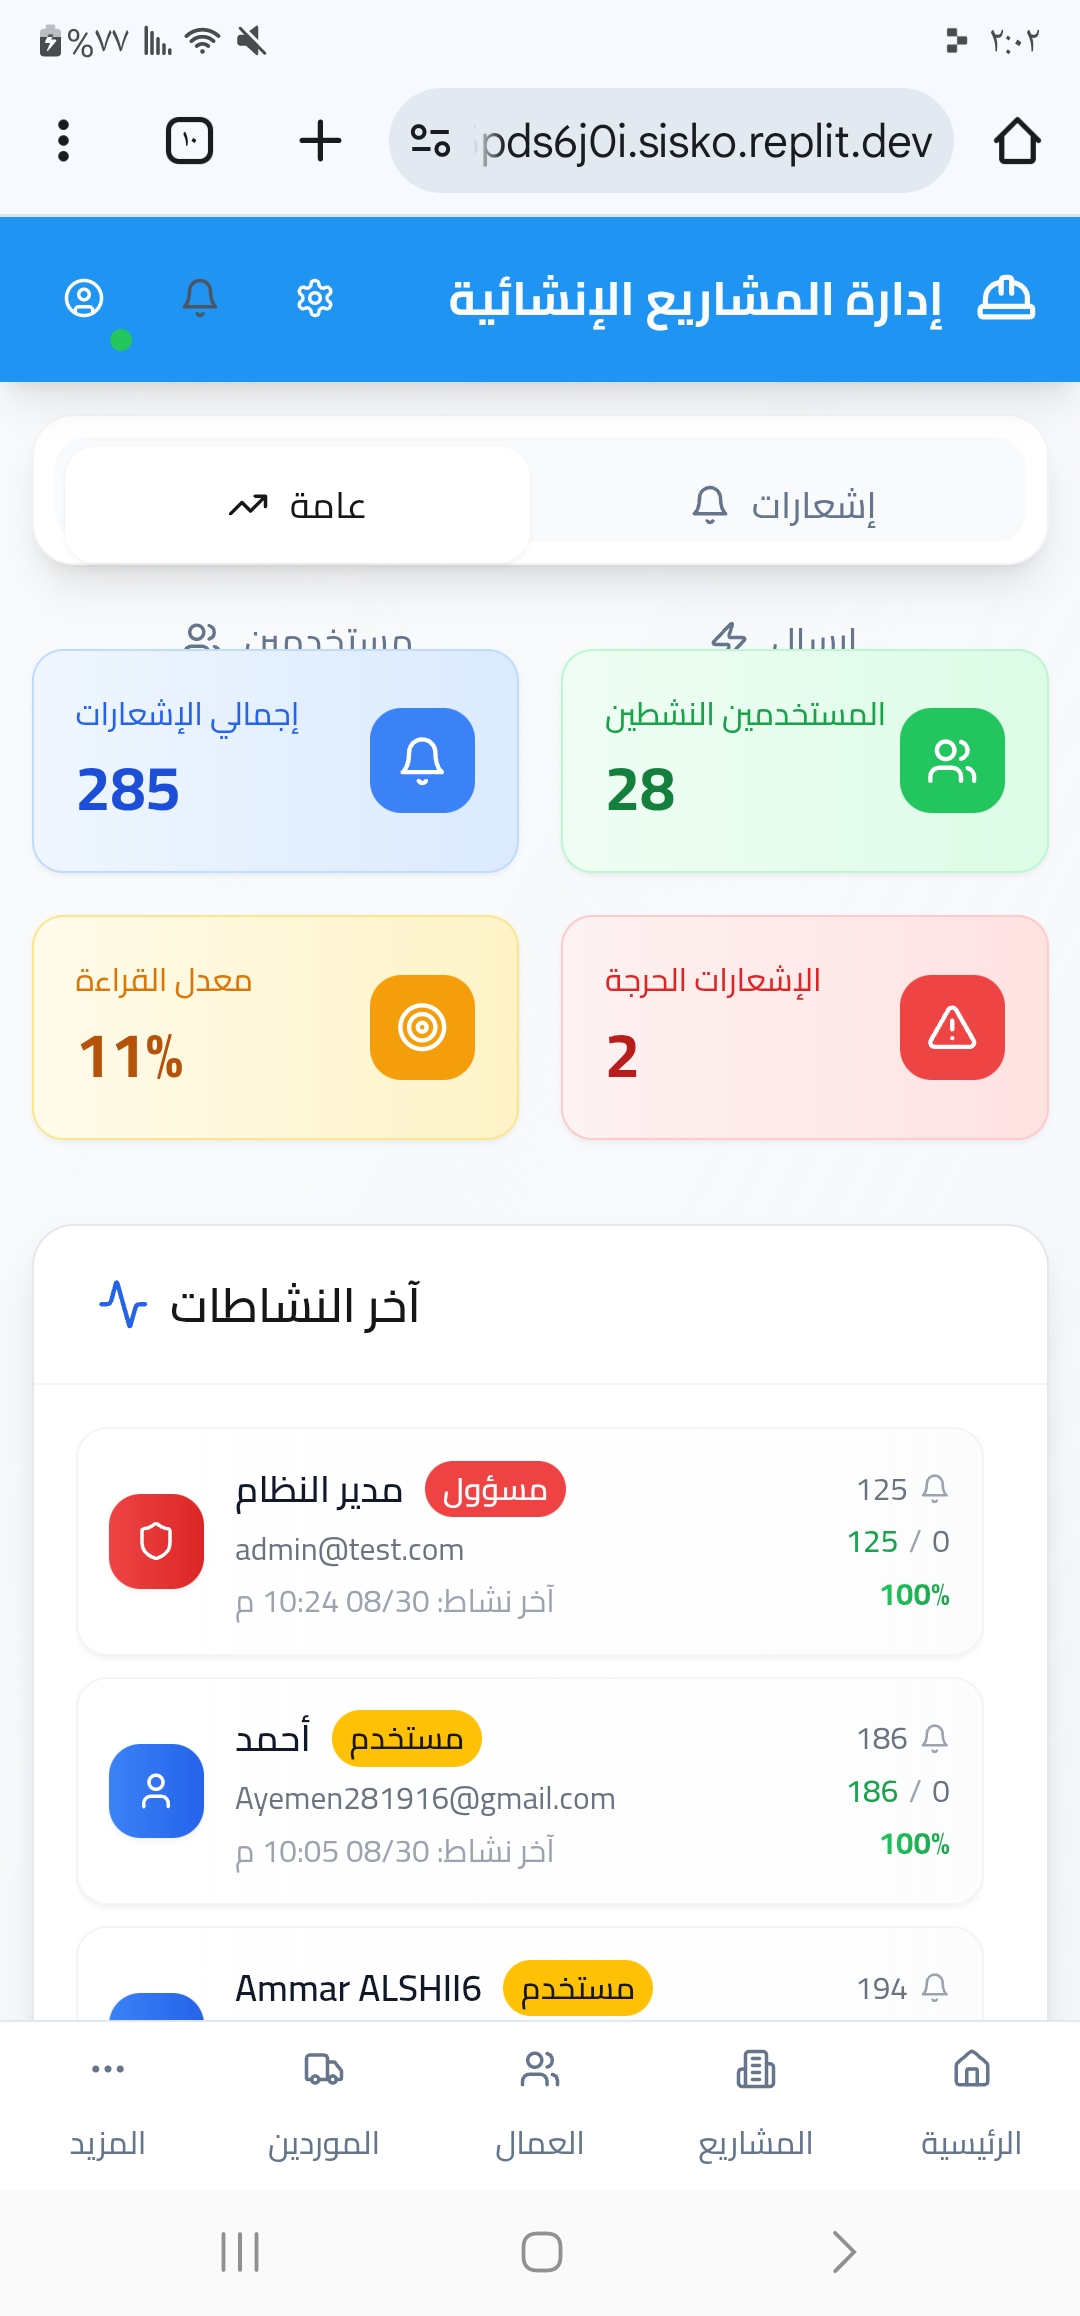 ٢:٠٢
%٧٧
pds6j0i.sisko.replit.dev
١٠
إدارة المشاريع الإنشائية
إشعارات
عامة
إرسال
مستخدمين
المستخدمين النشطين
28
إجمالي الإشعارات
285
الإشعارات الحرجة
2
معدل القراءة
11%
آخر النشاطات
مدير النظام
مسؤول
admin@test.com
آخر نشاط: 08/30 10:24 م
125
125 / 0
100%
أحمد
مستخدم
Ayemen281916@gmail.com
آخر نشاط: 08/30 10:05 م
186
186 / 0
100%
Ammar ALSHII6
مستخدم
194
الرئيسية
المشاريع
العمال
الموردين
المزيد